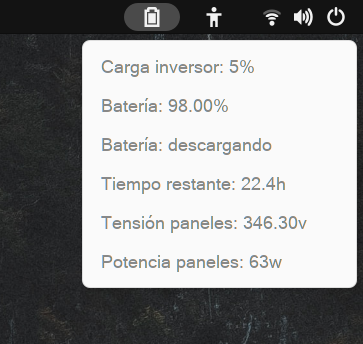 Carga inversor: 5%
Batería: 98.00%
Batería: descargando
Tiempo restante: 22.4h
Tensión paneles: 346.30v
Potencia paneles: 63w